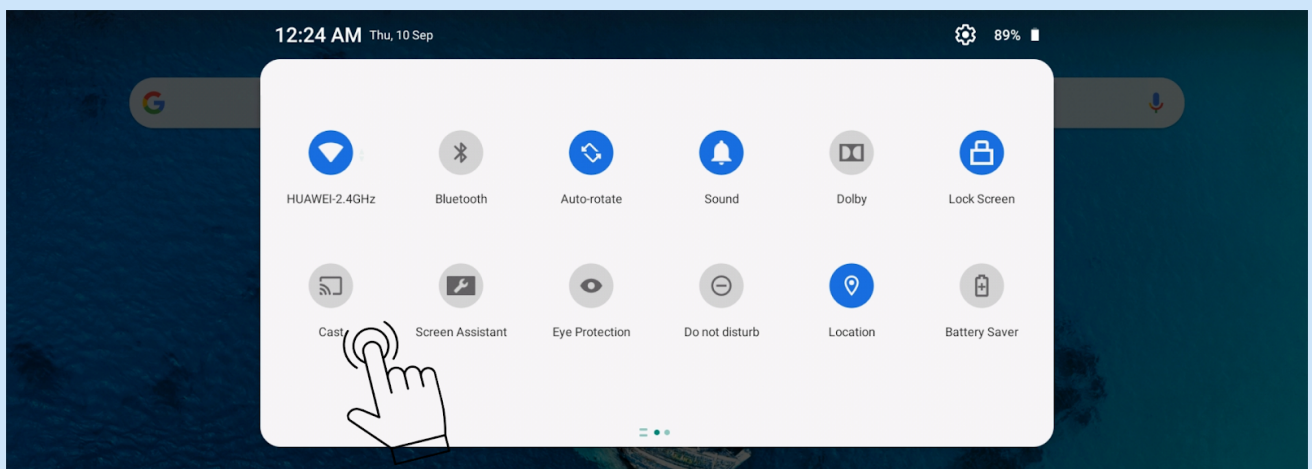 12:24 AM Thu, 10 Sep 89%
HUAWEI-2.4GHz Bluetooth Auto-rotate Sound Dolby Lock Screen
Cast Screen Assistant Eye Protection Do not disturb Location Battery Saver